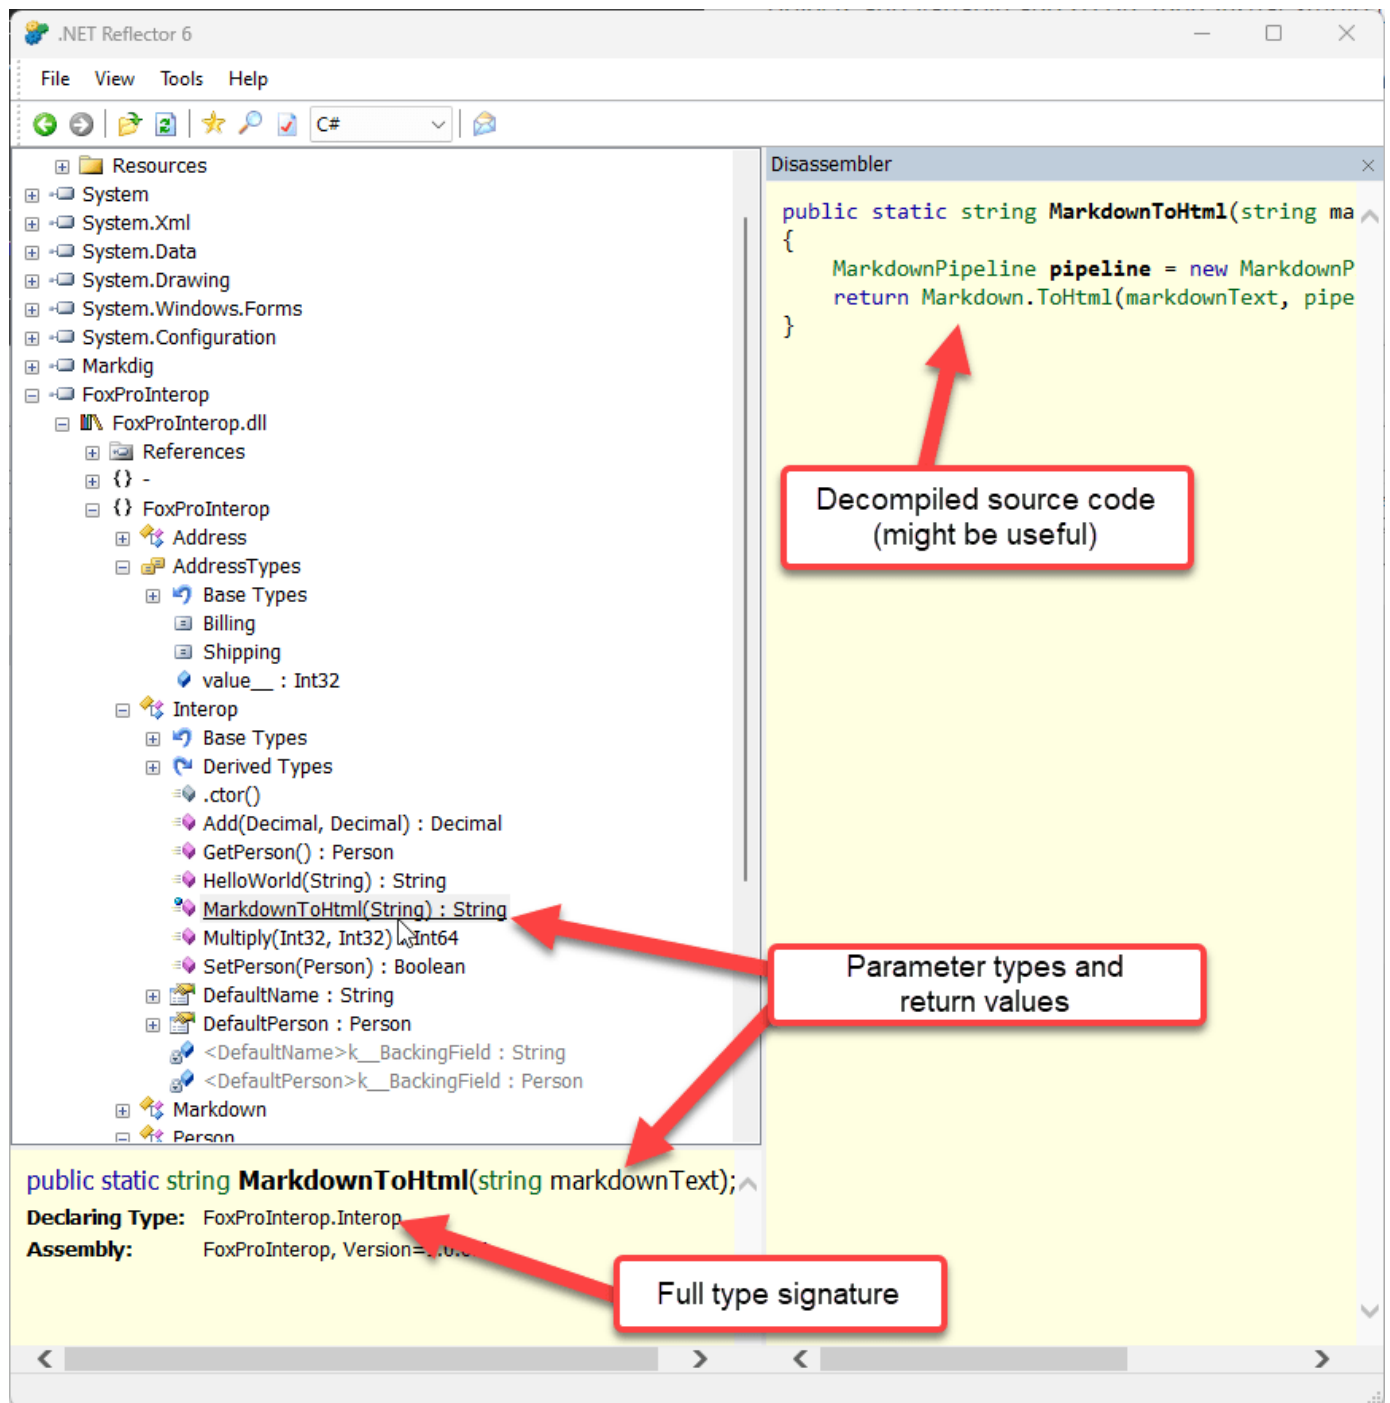 .NET Reflector 6
File View Tools Help
C#
Resources
System
System.Xml
System.Data
System.Drawing
System.Windows.Forms
System.Configuration
Markdig
FoxProInterop
FoxProInterop.dll
References
{} -
{} FoxProInterop
Address
AddressTypes
Base Types
Billing
Shipping
value__ : Int32
Interop
Base Types
Derived Types
.ctor()
Add(Decimal, Decimal) : Decimal
GetPerson() : Person
HelloWorld(String) : String
MarkdownToHtml(String) : String
Multiply(Int32, Int32) Int64
SetPerson(Person) : Boolean
DefaultName : String
DefaultPerson : Person
<DefaultName>k__BackingField : String
<DefaultPerson>k__BackingField : Person
Markdown
Person
public static string MarkdownToHtml(string markdownText);
Declaring Type: FoxProInterop.Interop
Assembly: FoxProInterop, Version=
Disassembler
public static string MarkdownToHtml(string ma
{
MarkdownPipeline pipeline = new MarkdownP
return Markdown.ToHtml(markdownText, pipe
}
Decompiled source code
(might be useful)
Parameter types and
return values
Full type signature